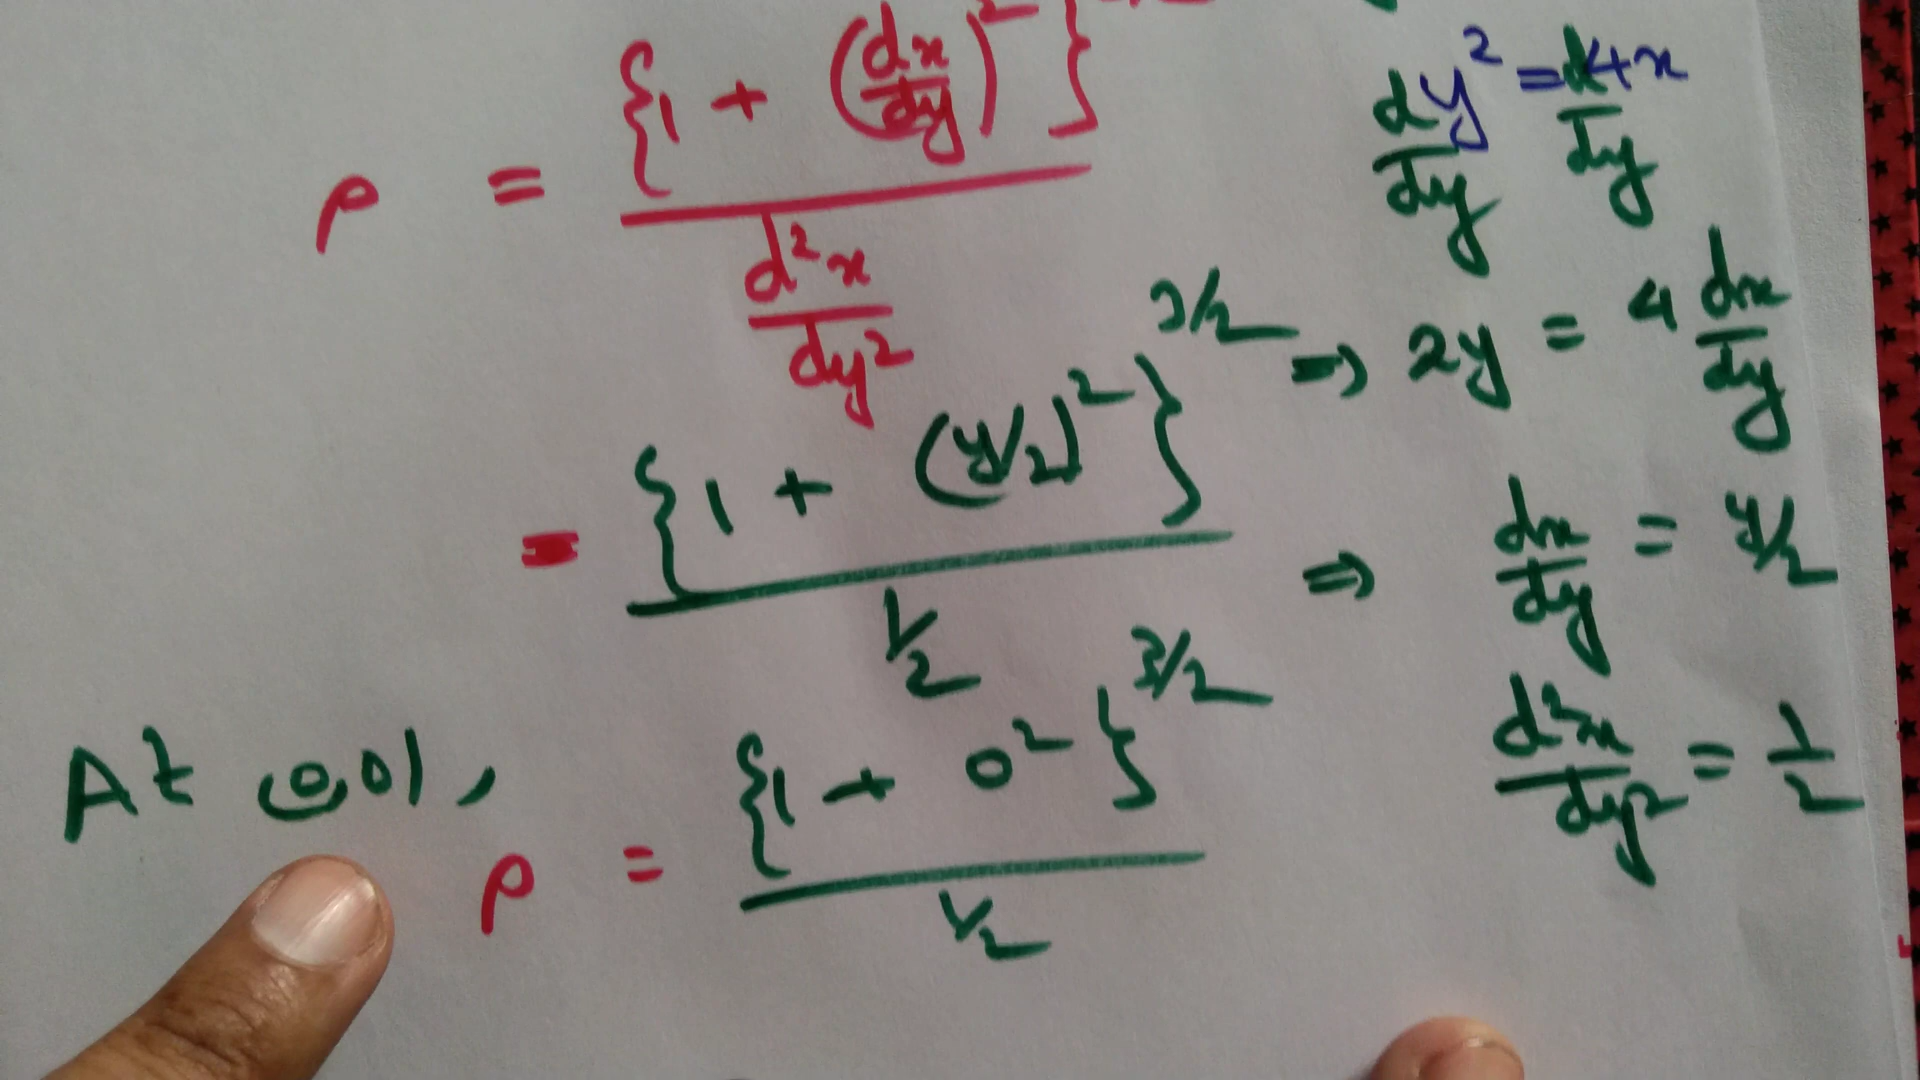 ρ = {1 + (dx/dy)²}
d²x/dy²
= {1 + (y/2)²}^3/2
1/2
At (0,0),
ρ = {1 + 0²}^3/2
1/2
d/dy y² = d/dy 4x
⇒ 2y = 4 dx/dy
⇒ dx/dy = y/2
d²x/dy² = 1/2